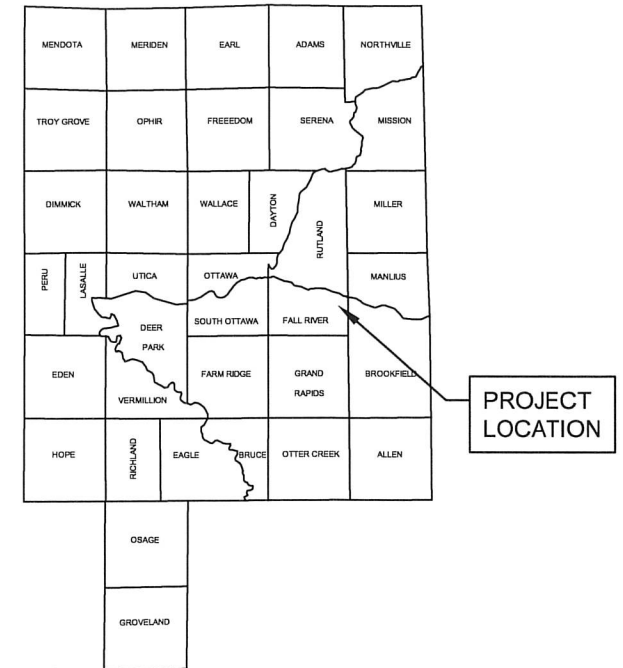 MENDOTA
MERIDEN
EARL
ADAMS
NORTHVILLE
TROY GROVE
OPHIR
FREEEDOM
SERENA
MISSION
DIMMICK
WALTHAM
WALLACE
DAYTON
RUTLAND
MILLER
PERU
LASALLE
UTICA
OTTAWA
MANLIUS
DEER
PARK
SOUTH OTTAWA
FALL RIVER
EDEN
VERMILLION
FARM RIDGE
GRAND
RAPIDS
BROOKFIELD
PROJECT
LOCATION
HOPE
RICHLAND
EAGLE
BRUCE
OTTER CREEK
ALLEN
OSAGE
GROVELAND